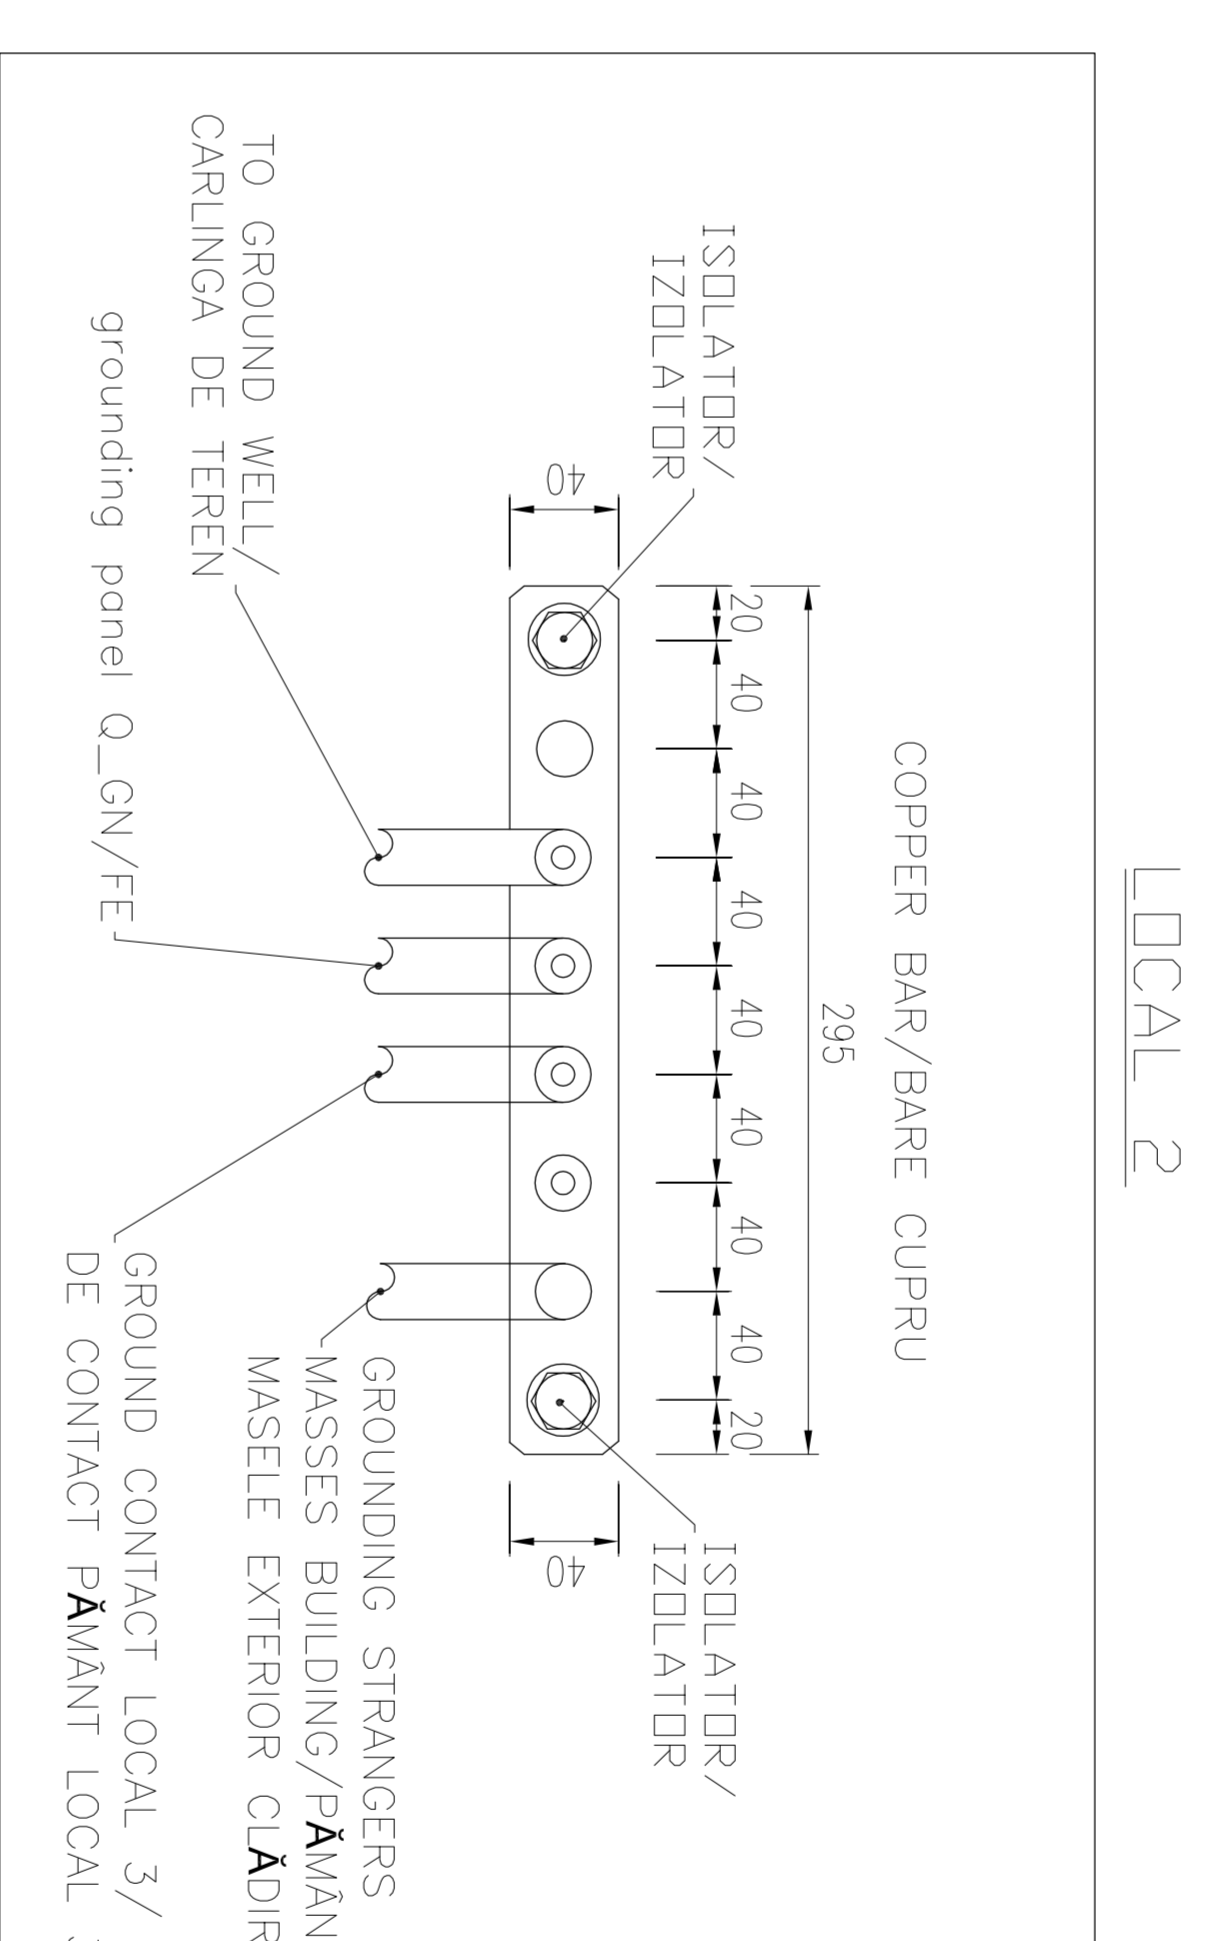 LOCAL 2
COPPER BAR/BARE CUPRU
295
20 40 40 40 40 40 40 40 20
ISOLATOR/
IZOLATOR
ISOLATOR/
IZOLATOR
40
40
GROUNDING STRANGERS
MASSES BUILDING/PĂMÂN
MASELE EXTERIOR CLĂDIR
TO GROUND WELL/
CARLINGA DE TEREN
grounding panel Q_GN/FE
GROUND CONTACT LOCAL 3/
DE CONTACT PĂMÂNT LOCAL